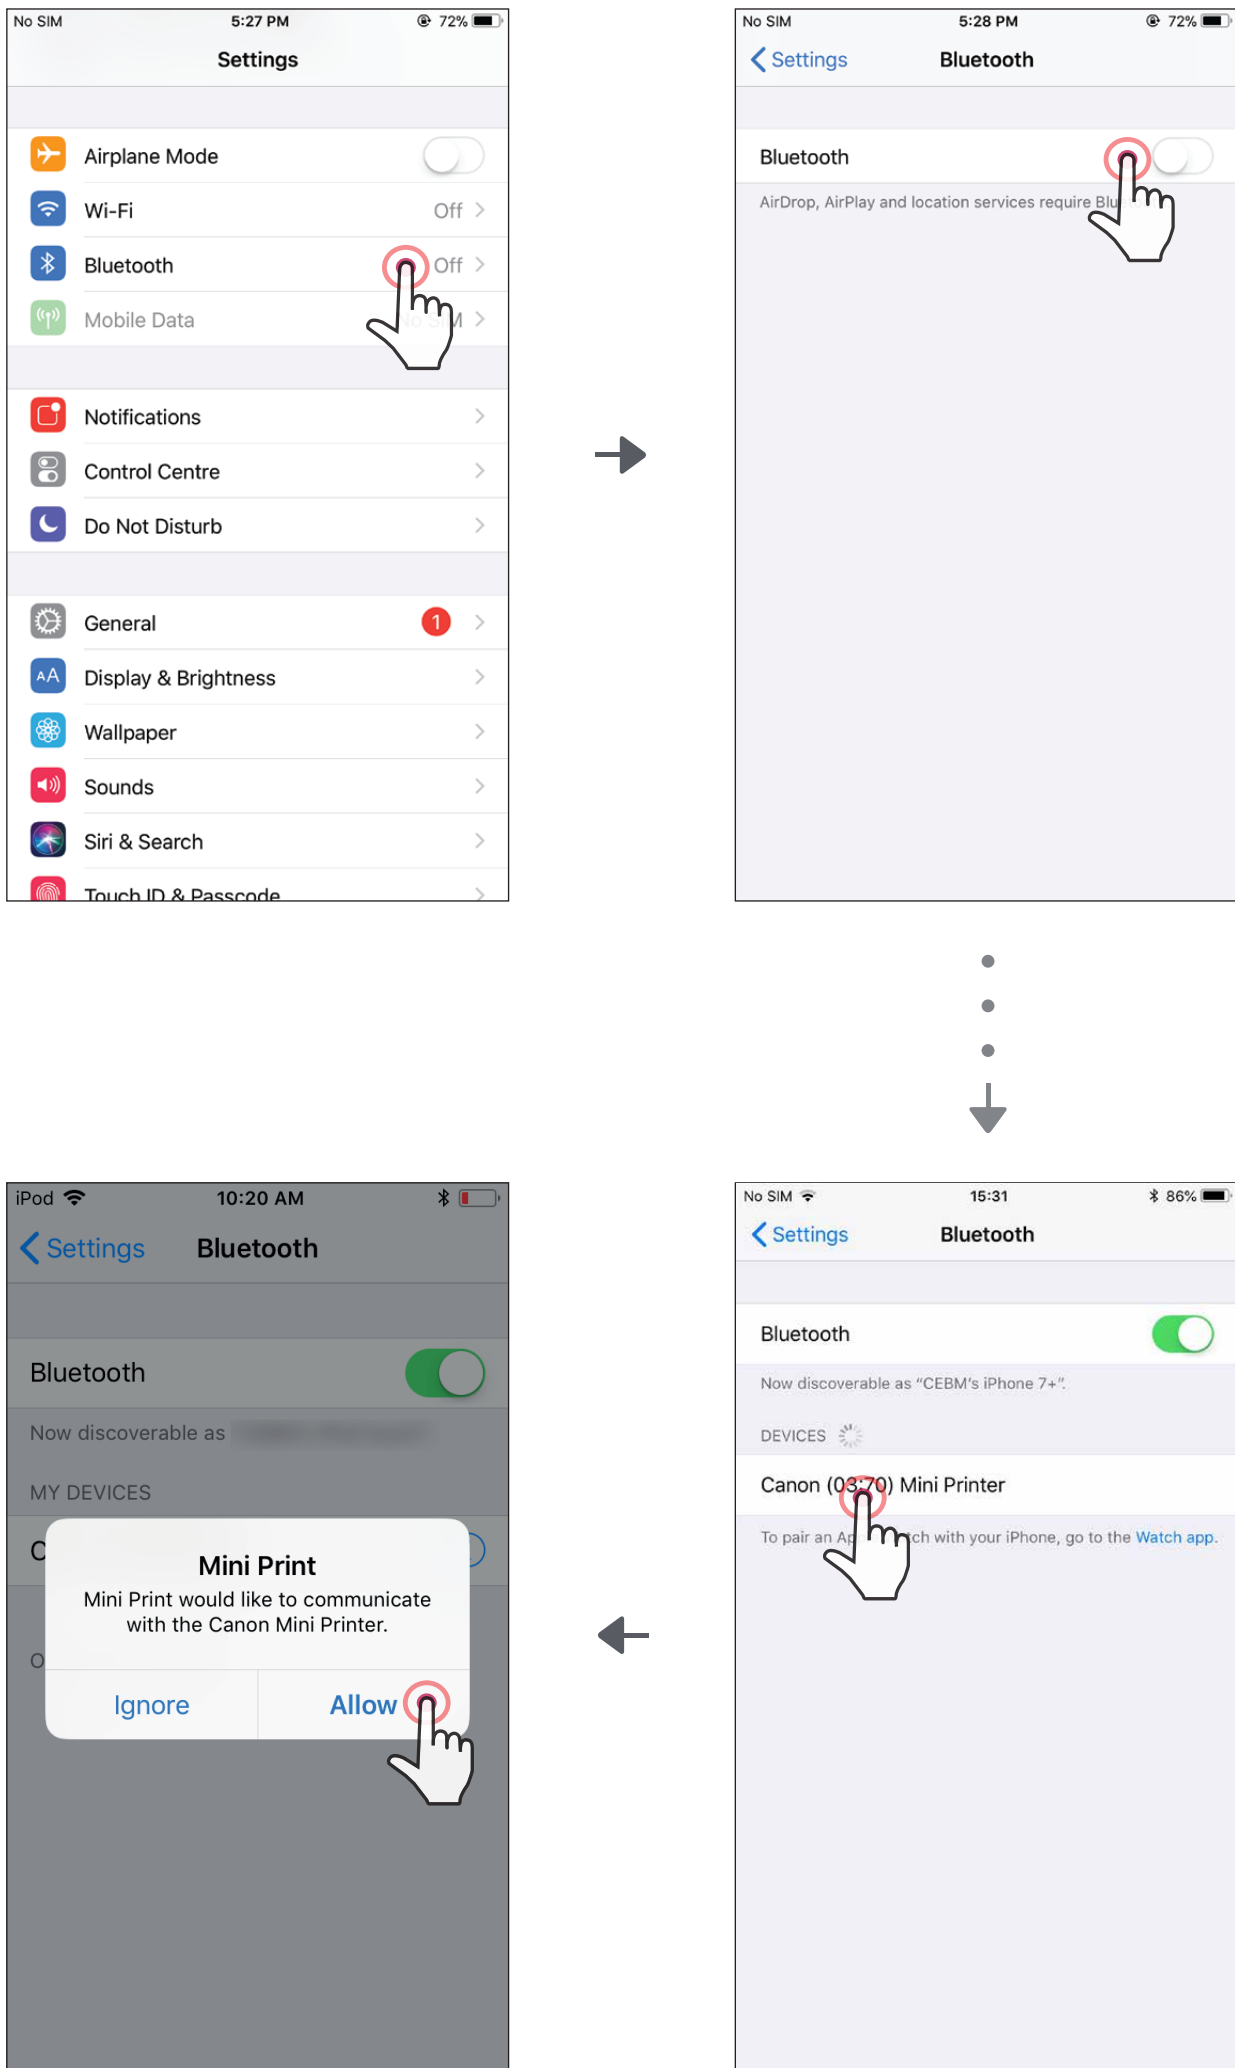 No SIM 5:27 PM 72%
Settings
Airplane Mode
Wi-Fi Off
Bluetooth Off
Mobile Data No SIM
Notifications
Control Centre
Do Not Disturb
General 1
AA Display & Brightness
Wallpaper
Sounds
Siri & Search
Touch ID & Passcode
No SIM 5:28 PM 72%
Settings Bluetooth
Bluetooth
AirDrop, AirPlay and location services require
No SIM 15:31 86%
Settings Bluetooth
Bluetooth
Now discoverable as “CEBM's iPhone 7+”.
DEVICES
Canon (03:70) Mini Printer
To pair an with your iPhone, go to the Watch app.
iPod 10:20 AM
Settings Bluetooth
Bluetooth
Now discoverable as
MY DEVICES
Mini Print
Mini Print would like to communicate
with the Canon Mini Printer.
Ignore Allow